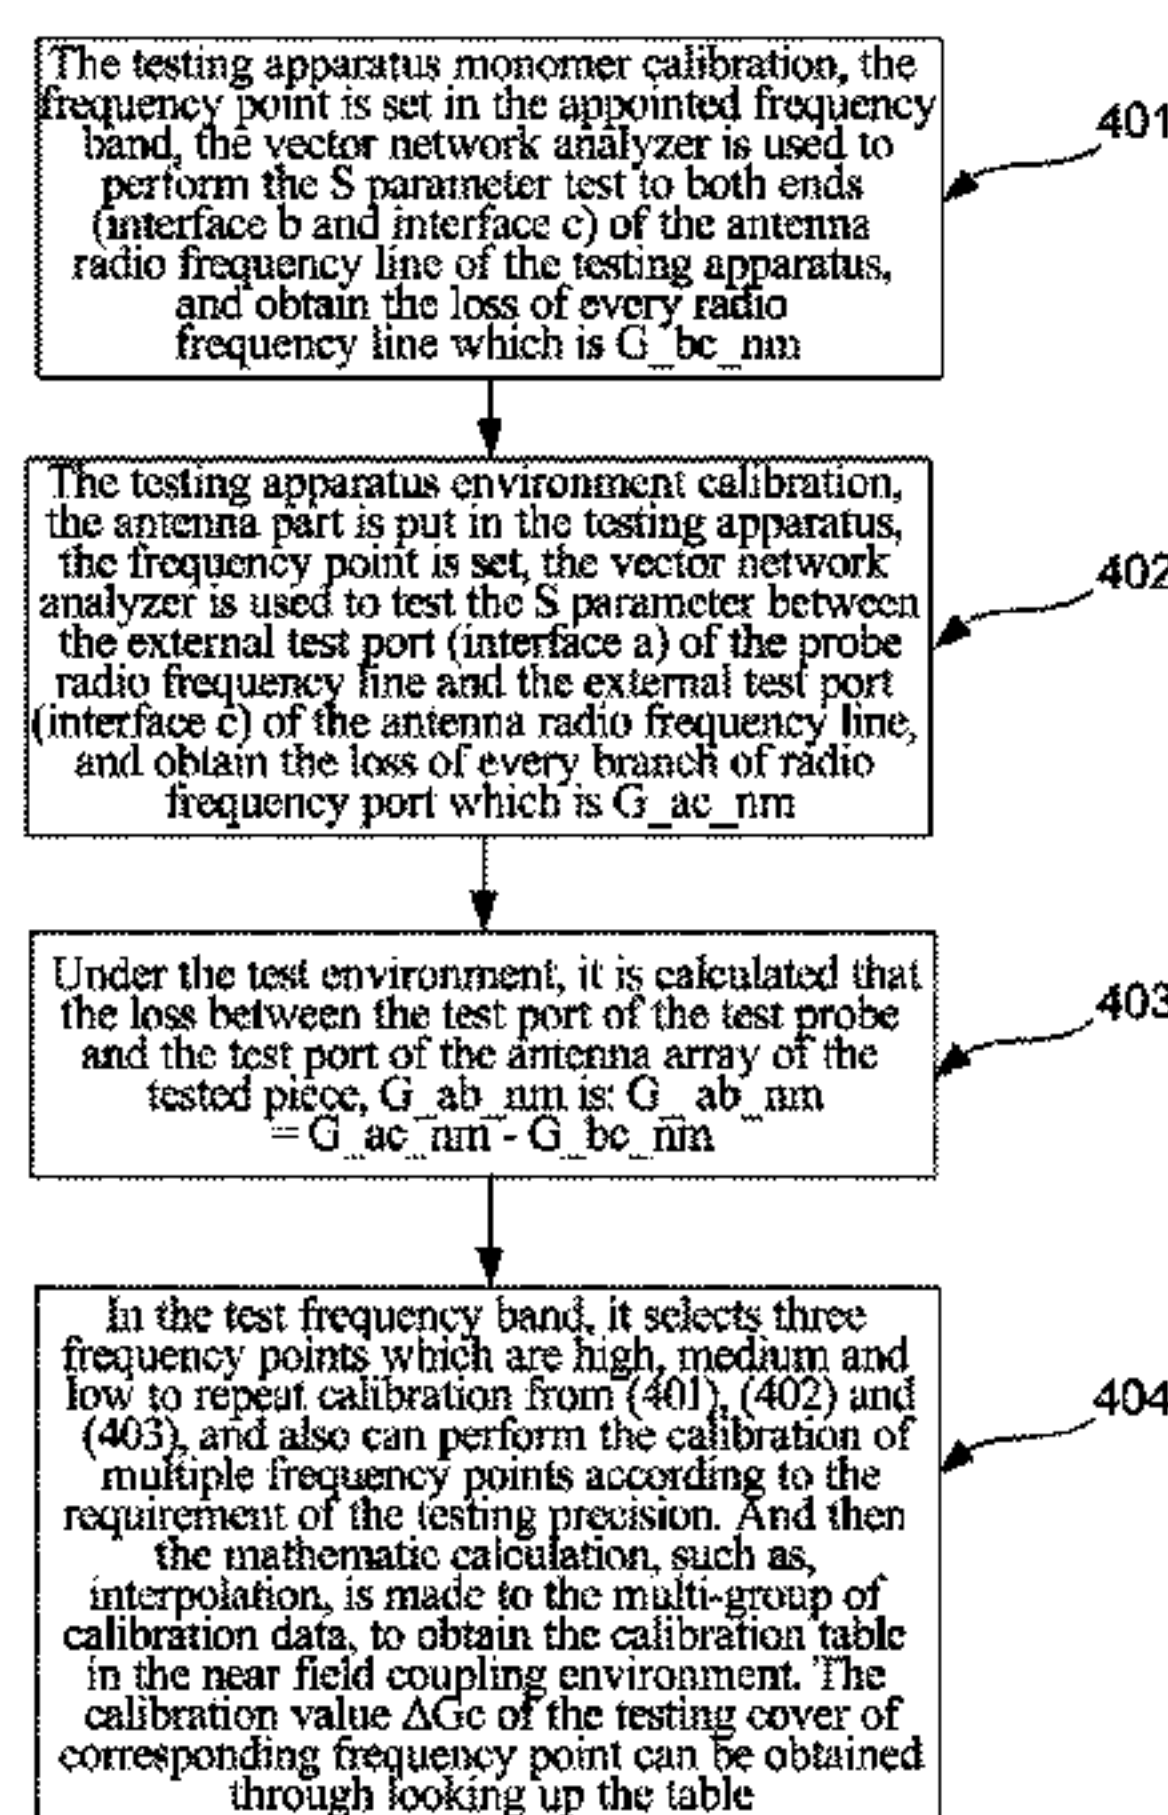 The testing apparatus monomer calibration, the
frequency point is set in the appointed frequency
band, the vector network analyzer is used to
perform the S parameter test to both ends
(interface b and interface c) of the antenna
radio frequency line of the testing apparatus,
and obtain the loss of every radio
frequency line which is G_bc_nm
401
The testing apparatus environment calibration,
the antenna part is put in the testing apparatus,
the frequency point is set, the vector network
analyzer is used to test the S parameter between
the external test port (interface a) of the probe
radio frequency line and the external test port
(interface c) of the antenna radio frequency line,
and obtain the loss of every branch of radio
frequency port which is G_ac_nm
402
Under the test environment, it is calculated that
the loss between the test port of the test probe
and the test port of the antenna array of the
tested piece, G_ab_nm is: G_ab_nm
= G_ac_nm - G_bc_nm
403
In the test frequency band, it selects three
frequency points which are high, medium and
low to repeat calibration from (401), (402) and
(403), and also can perform the calibration of
multiple frequency points according to the
requirement of the testing precision. And then
the mathematic calculation, such as,
interpolation, is made to the multi-group of
calibration data, to obtain the calibration table
in the near field coupling environment. The
calibration value ΔGc of the testing cover of
corresponding frequency point can be obtained
through looking up the table
404